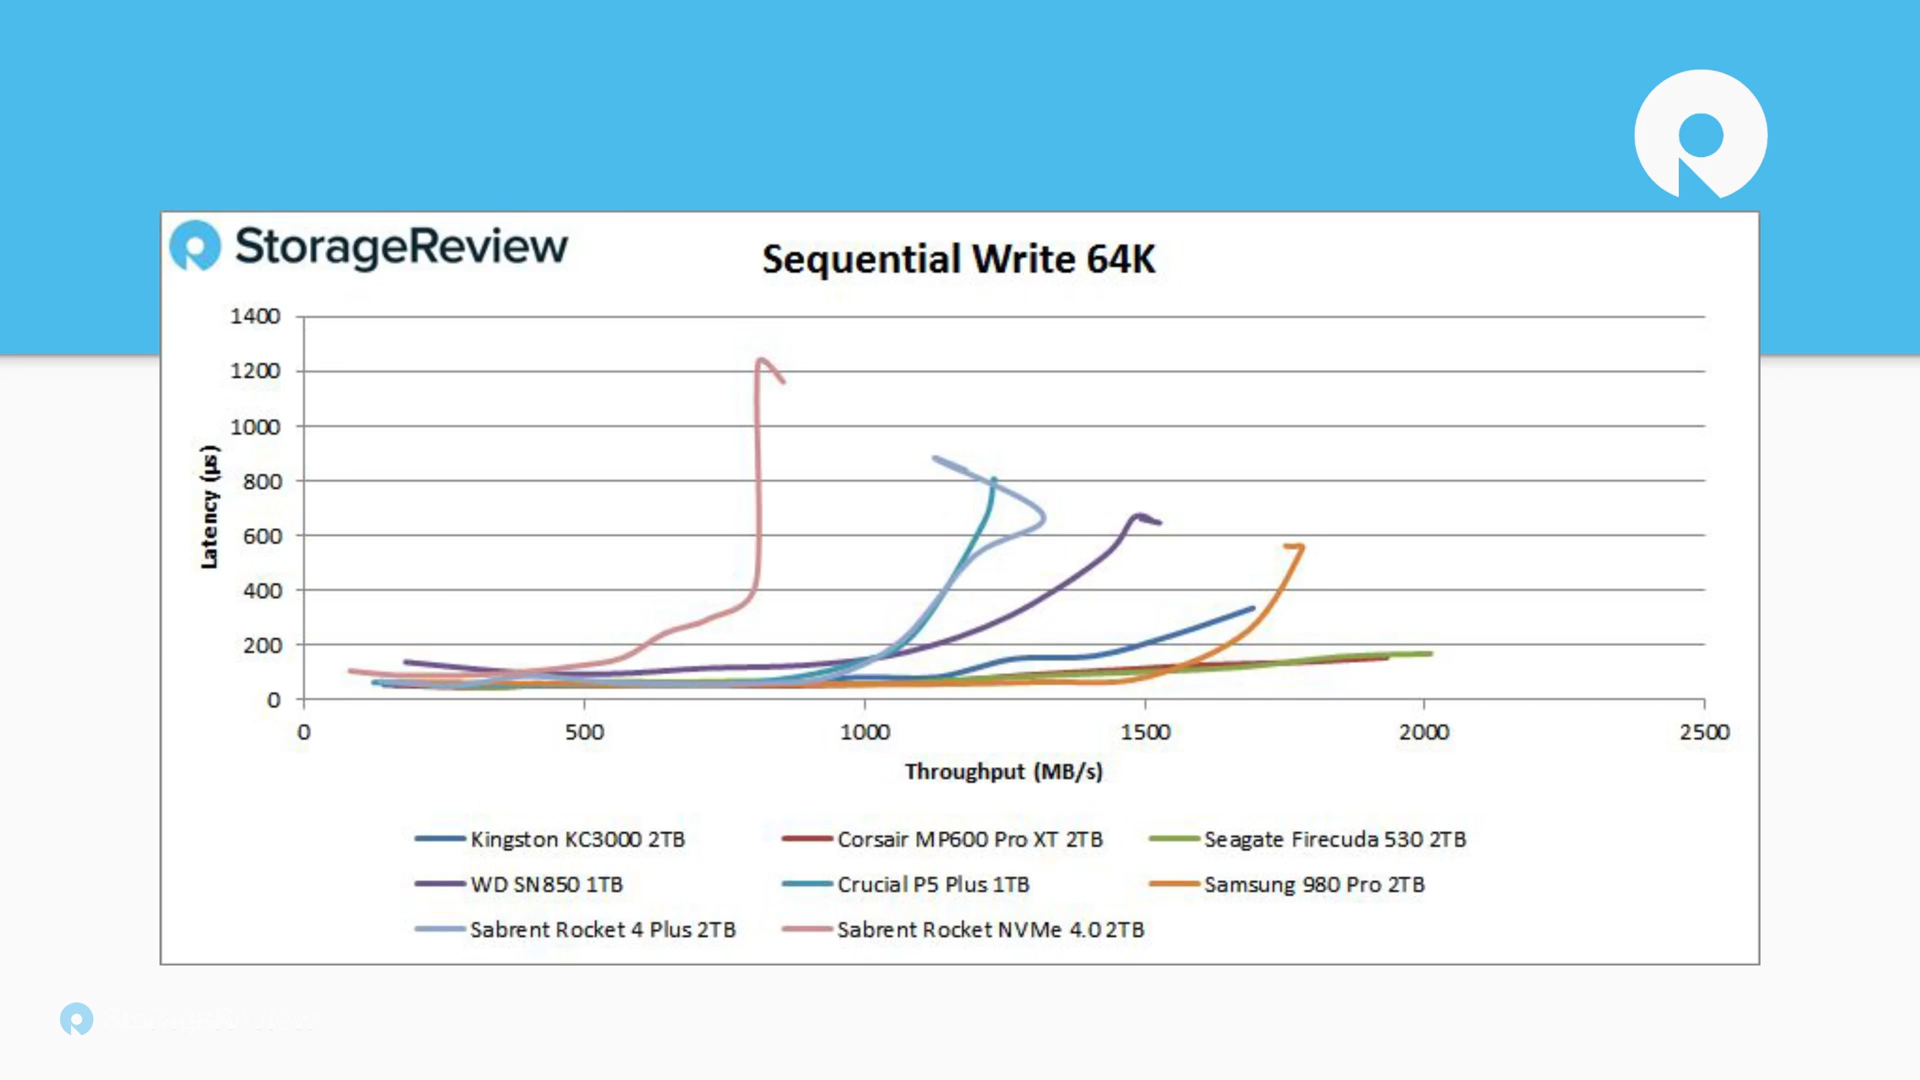 StorageReview
Sequential Write 64K
1400
1200
1000
800
600
400
200
0
Latency (µs)
0 500 1000 1500 2000 2500
Throughput (MB/s)
Kingston KC3000 2TB Corsair MP600 Pro XT 2TB Seagate Firecuda 530 2TB
WD SN850 1TB Crucial P5 Plus 1TB Samsung 980 Pro 2TB
Sabrent Rocket 4 Plus 2TB Sabrent Rocket NVMe 4.0 2TB